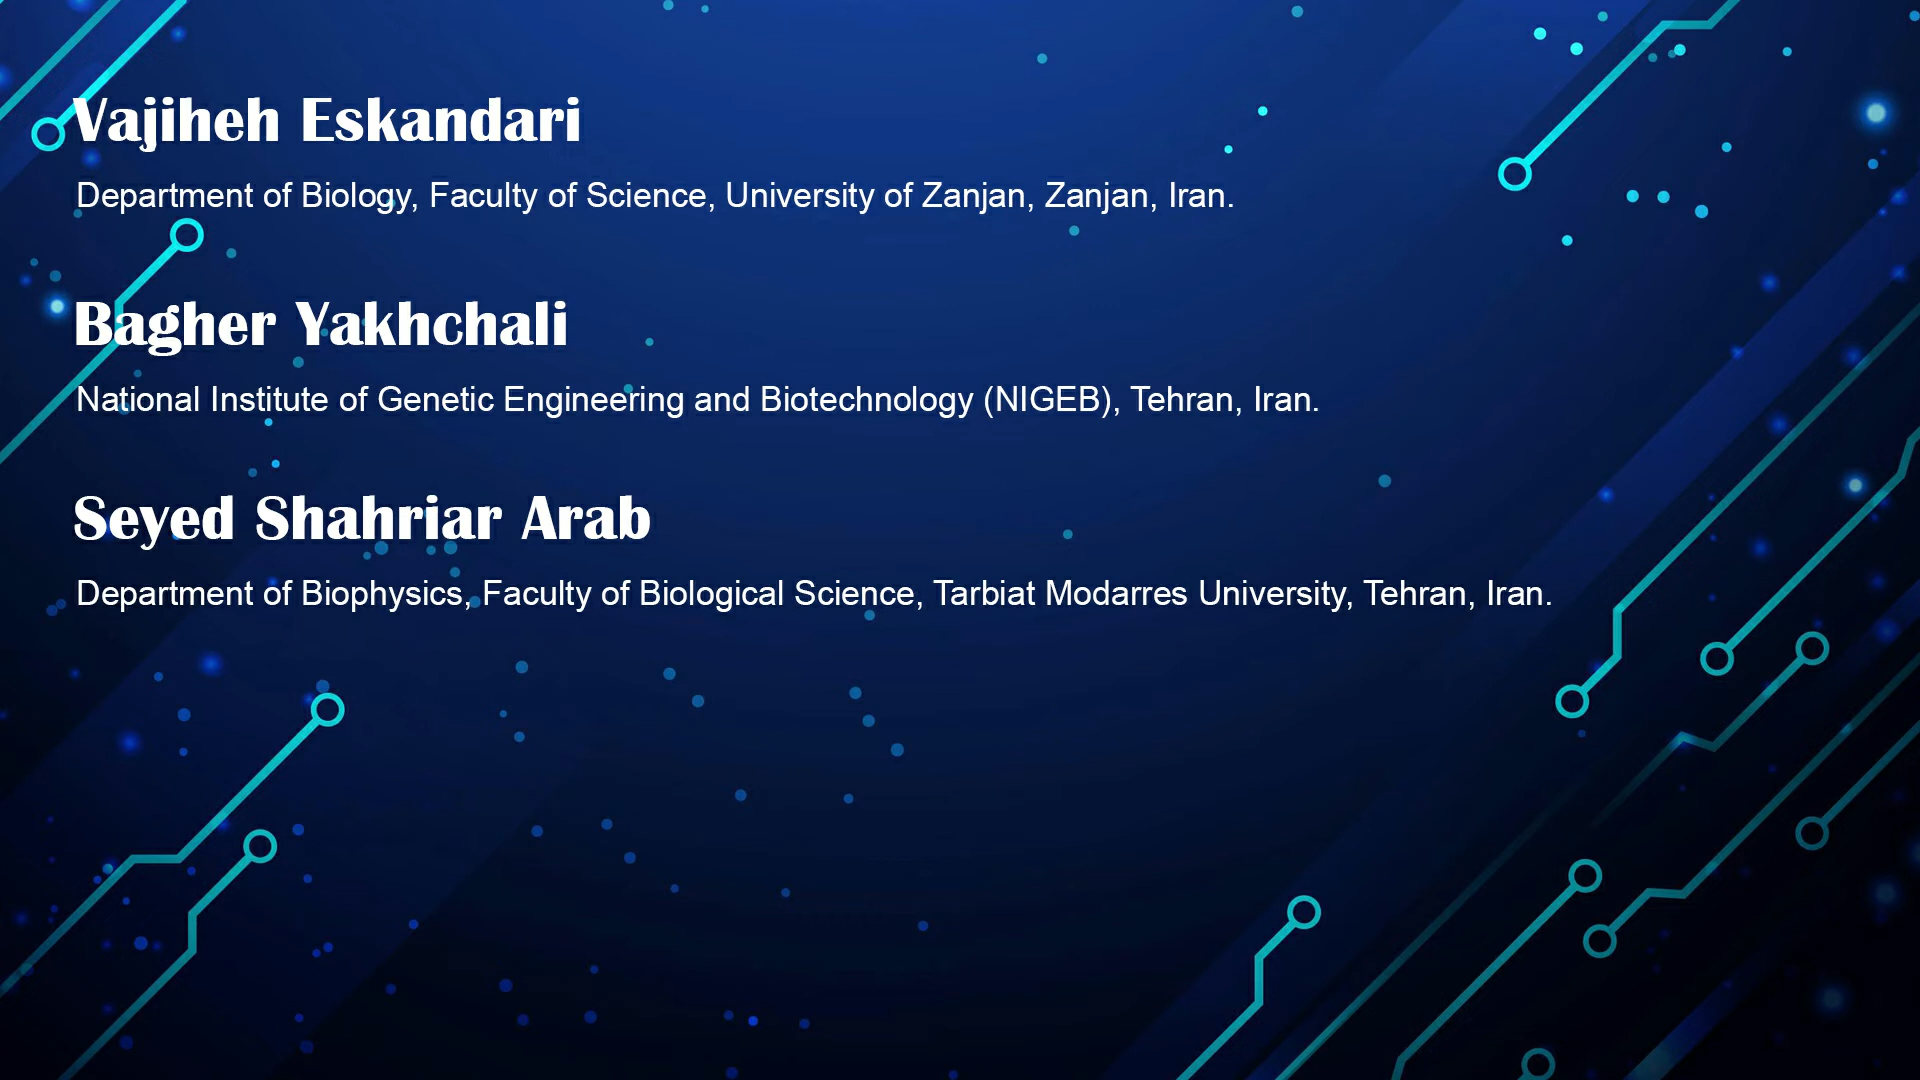 Vajiheh Eskandari
Department of Biology, Faculty of Science, University of Zanjan, Zanjan, Iran.
Bagher Yakhchali
National Institute of Genetic Engineering and Biotechnology (NIGEB), Tehran, Iran.
Seyed Shahriar Arab
Department of Biophysics, Faculty of Biological Science, Tarbiat Modarres University, Tehran, Iran.